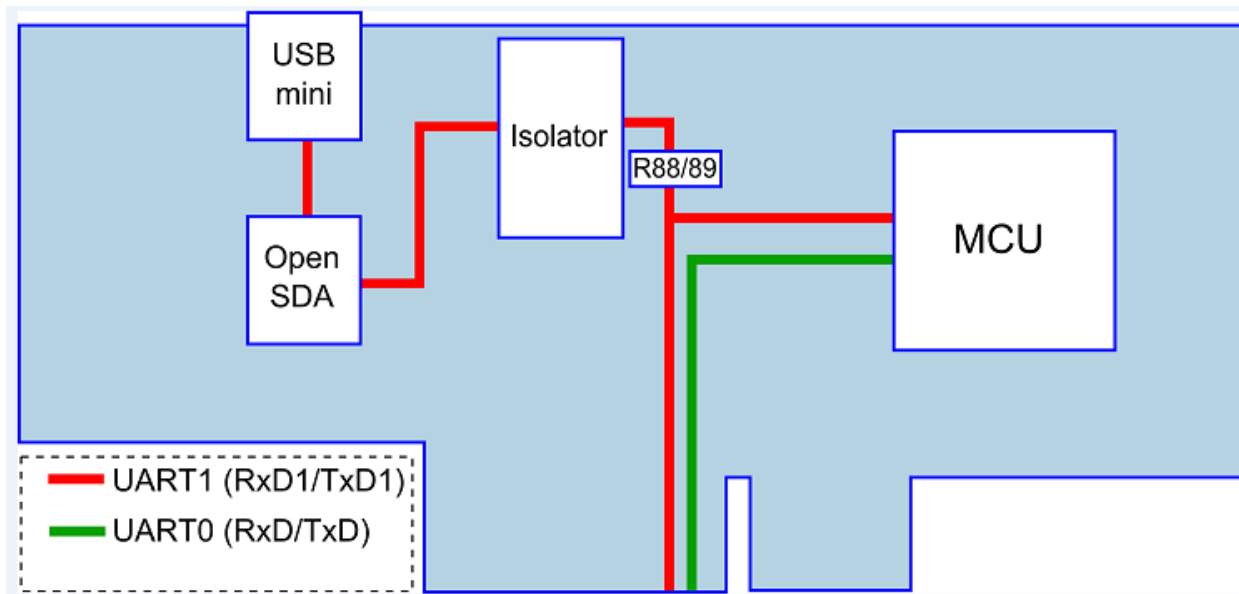 USB
mini
Isolator
R88/89
MCU
Open
SDA
UART1 (RxD1/TxD1)
UART0 (RxD/TxD)